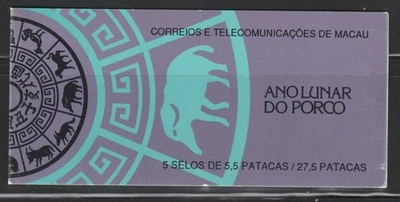 CORREIOS E TELECOMUNICAÇÕES DE MACAU
ANO LUNAR
DO PORCO
5 SELOS DE 5,5 PATACAS / 27,5 PATACAS